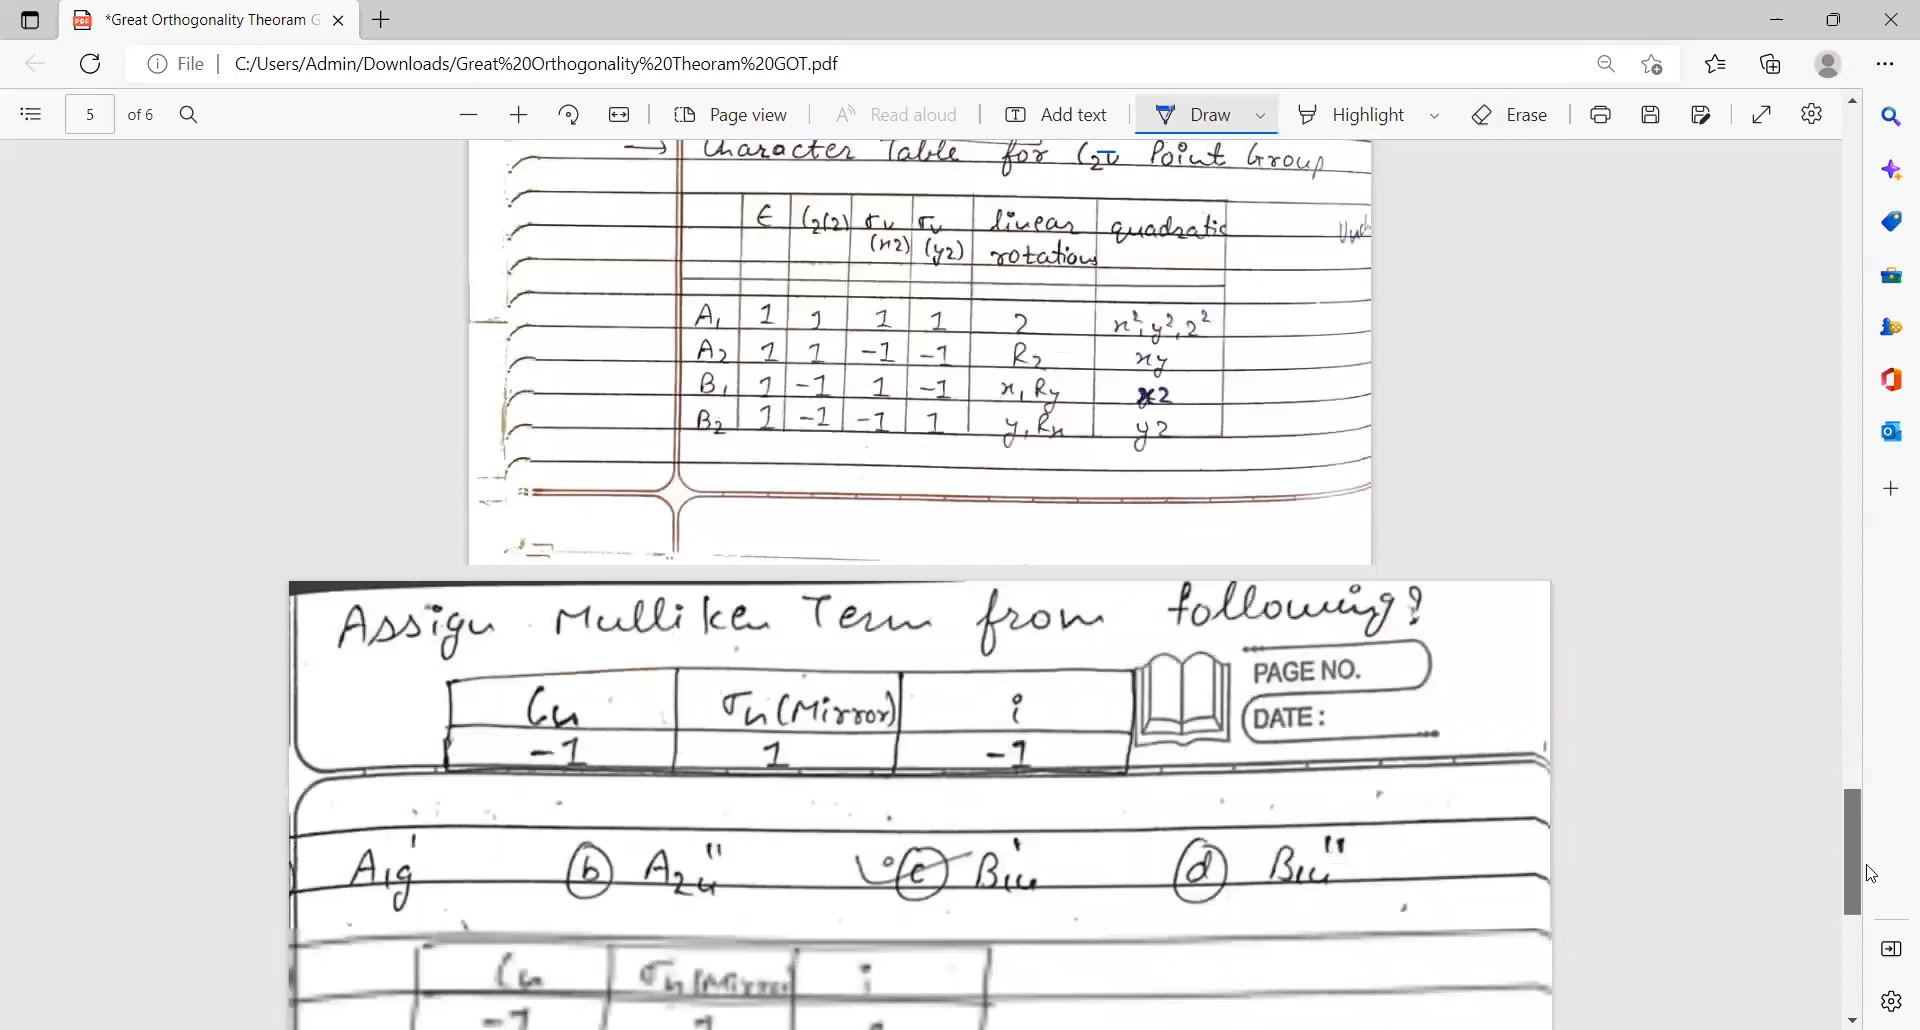 *Great Orthogonality Theoram G
File C:/Users/Admin/Downloads/Great%20Orthogonality%20Theoram%20GOT.pdf
5 of 6 Page view Read aloud Add text Draw Highlight Erase
→ Character Table for C2v Point Group
E C2(z) σv (xz) σv (yz) linear rotations quadratic
A1 1 1 1 1 z x², y², z²
A2 1 1 -1 -1 Rz xy
B1 1 -1 1 -1 x, Ry xz
B2 1 -1 -1 1 y, Rx yz
Assign Mulliken Term from following?
PAGE NO.
DATE:
Cn σh (Mirror) i
-1 1 -1
A1g' (b) A2u" (c) B1u' (d) B1u"
Cn σh (Mirror) i
-1